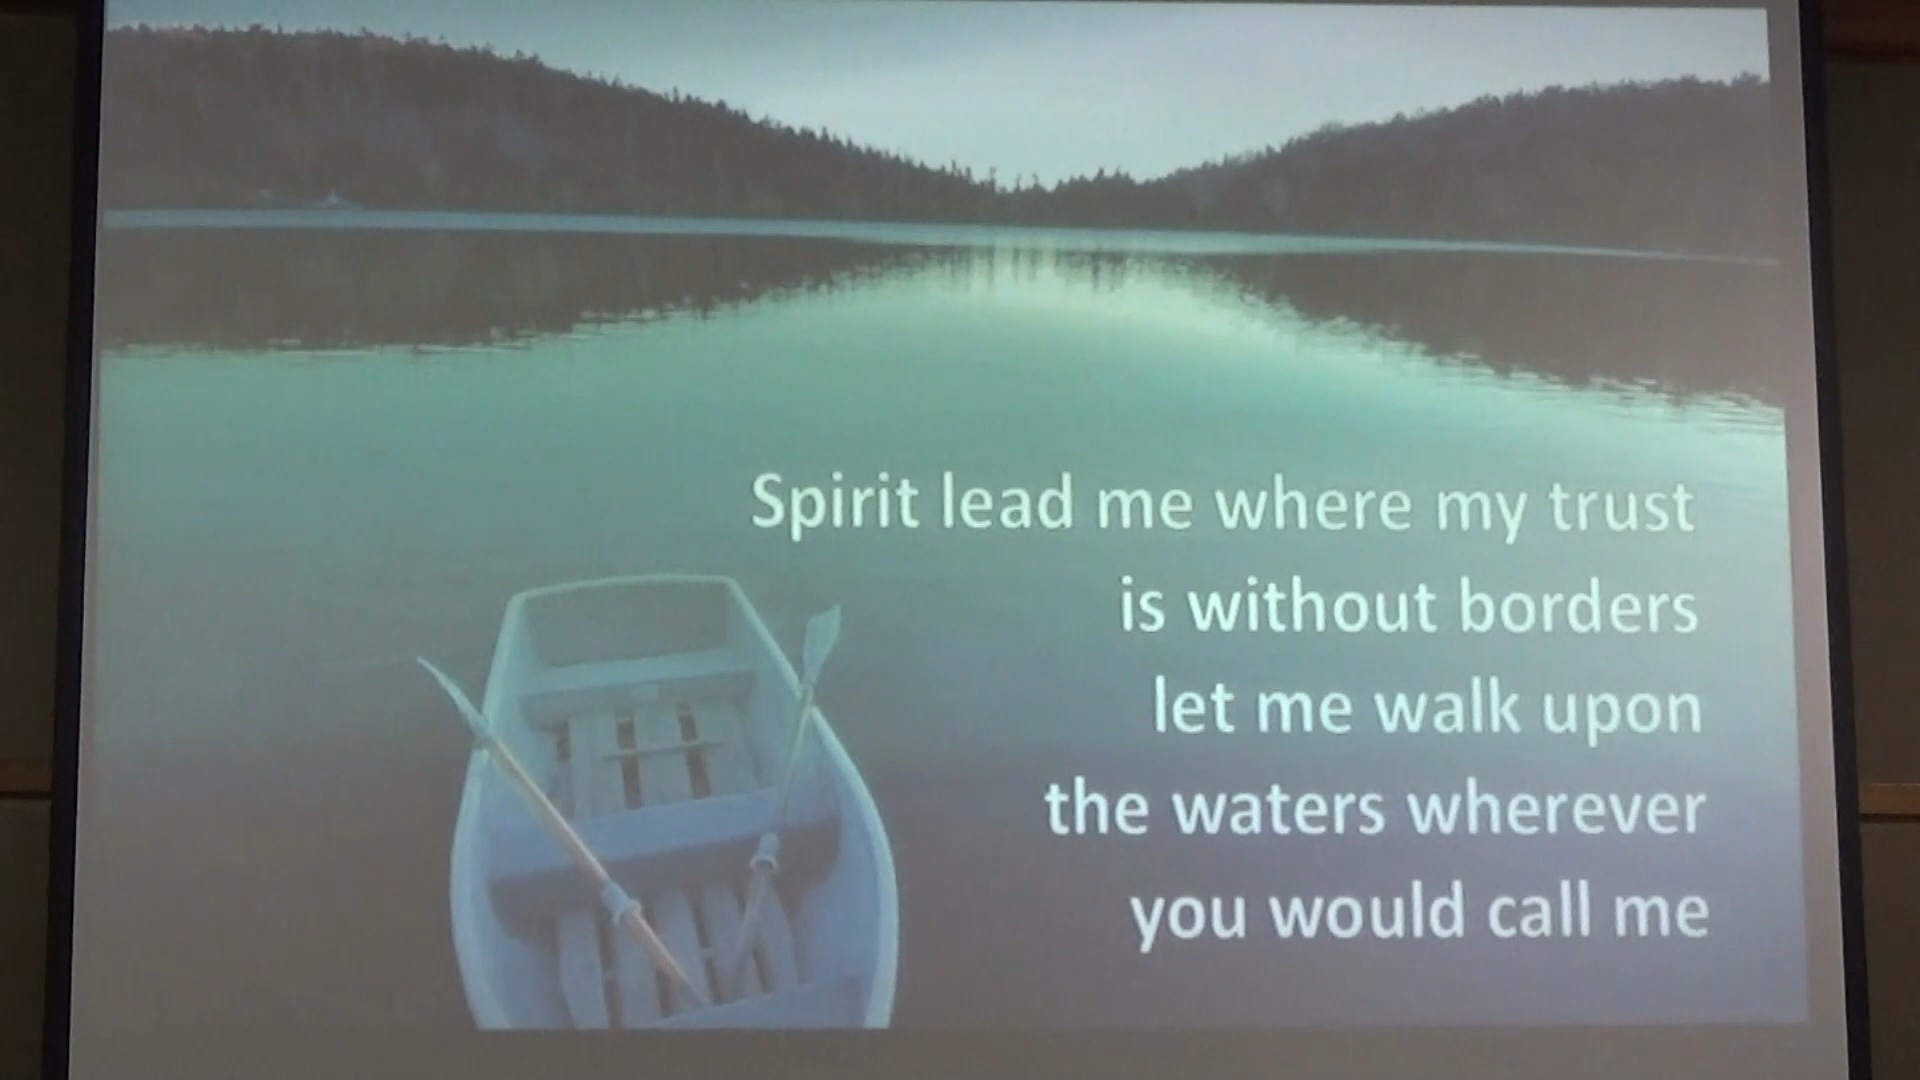 Spirit lead me where my trust
is without borders
let me walk upon
the waters wherever
you would call me